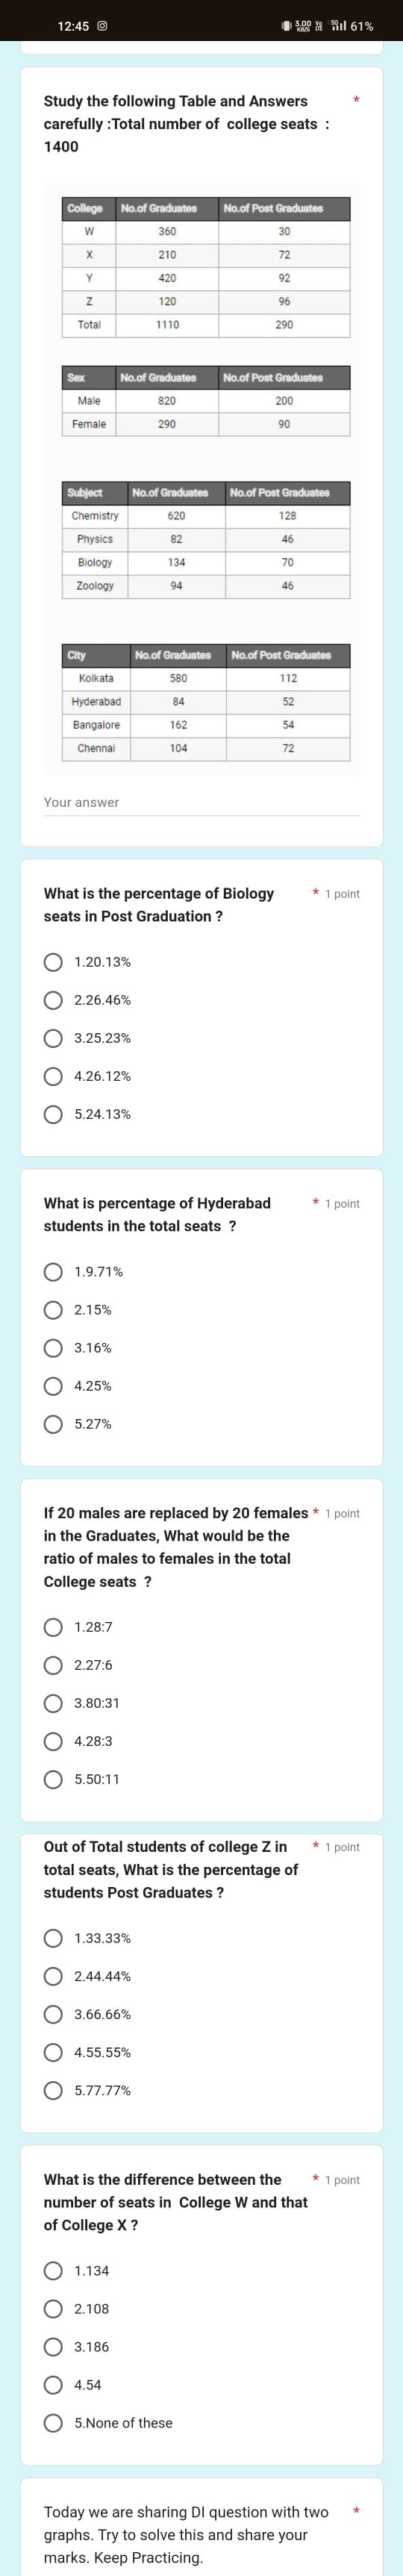 12:45
3.00 KB/S Vo LTE 5G 61%
Study the following Table and Answers *
carefully :Total number of college seats :
1400
College No.of Graduates No.of Post Graduates
W 360 30
X 210 72
Y 420 92
Z 120 96
Total 1110 290
Sex No.of Graduates No.of Post Graduates
Male 820 200
Female 290 90
Subject No.of Graduates No.of Post Graduates
Chemistry 620 128
Physics 82 46
Biology 134 70
Zoology 94 46
City No.of Graduates No.of Post Graduates
Kolkata 580 112
Hyderabad 84 52
Bangalore 162 54
Chennai 104 72
Your answer
What is the percentage of Biology * 1 point
seats in Post Graduation ?
1.20.13%
2.26.46%
3.25.23%
4.26.12%
5.24.13%
What is percentage of Hyderabad * 1 point
students in the total seats ?
1.9.71%
2.15%
3.16%
4.25%
5.27%
If 20 males are replaced by 20 females * 1 point
in the Graduates, What would be the
ratio of males to females in the total
College seats ?
1.28:7
2.27:6
3.80:31
4.28:3
5.50:11
Out of Total students of college Z in * 1 point
total seats, What is the percentage of
students Post Graduates ?
1.33.33%
2.44.44%
3.66.66%
4.55.55%
5.77.77%
What is the difference between the * 1 point
number of seats in College W and that
of College X ?
1.134
2.108
3.186
4.54
5.None of these
Today we are sharing DI question with two *
graphs. Try to solve this and share your
marks. Keep Practicing.